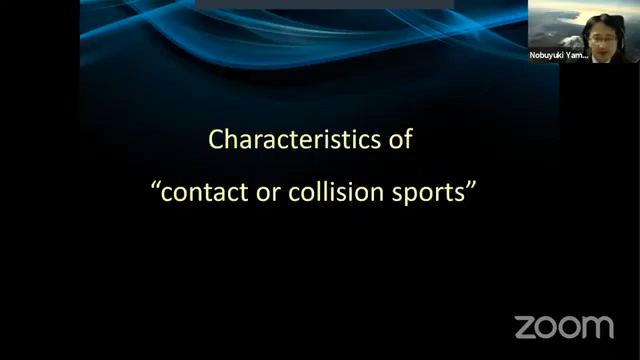 Nobuyuki Yam...
Characteristics of
“contact or collision sports”
zoom